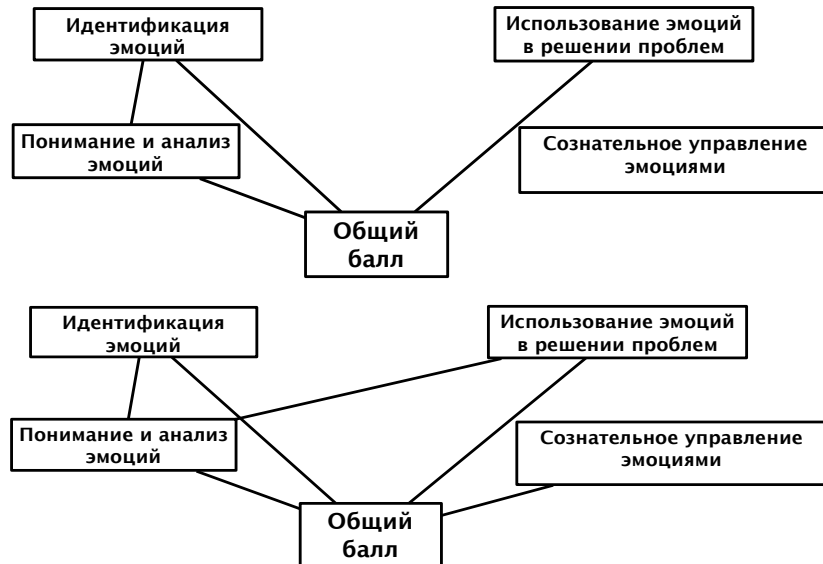 Идентификация
эмоций
Использование эмоций
в решении проблем
Понимание и анализ
эмоций
Сознательное управление
эмоциями
Общий
балл
Идентификация
эмоций
Использование эмоций
в решении проблем
Понимание и анализ
эмоций
Сознательное управление
эмоциями
Общий
балл